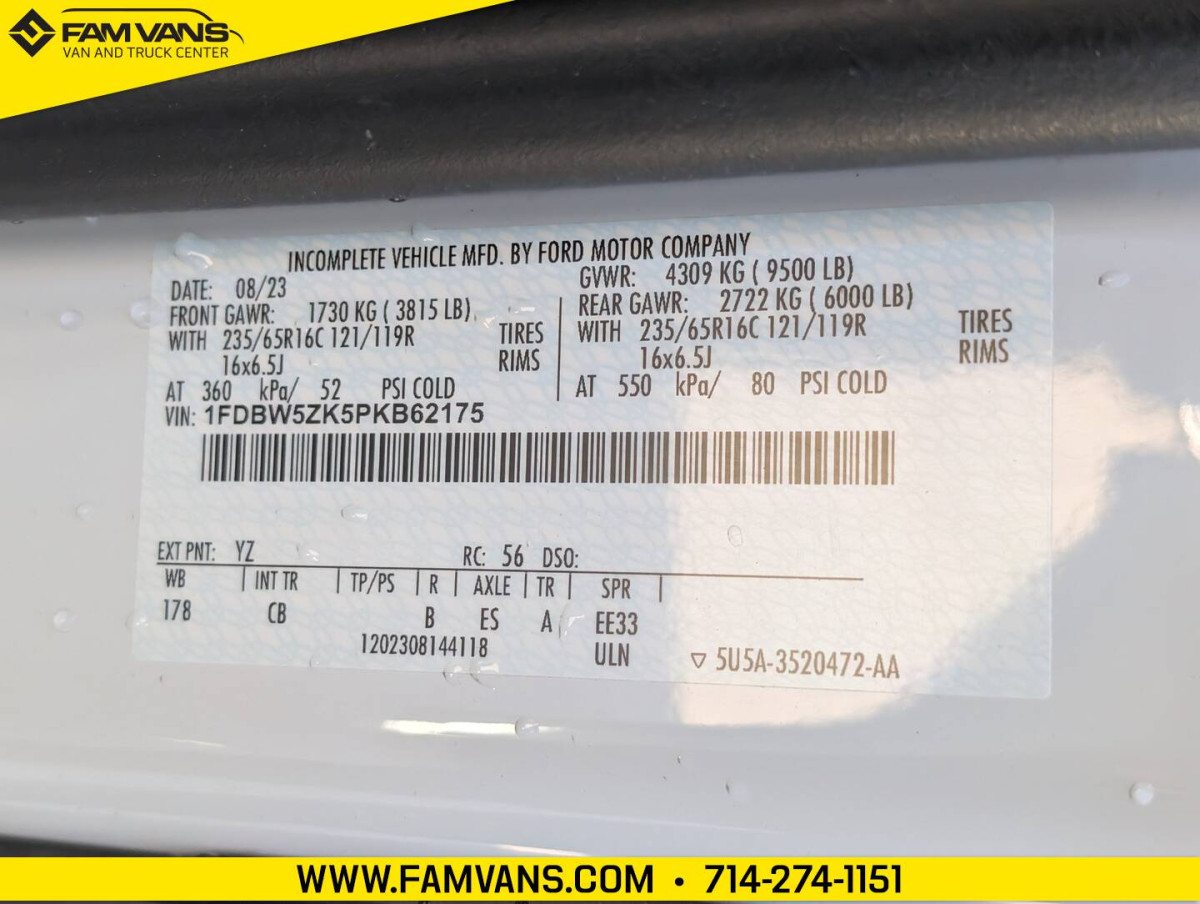 FAM VANS
VAN AND TRUCK CENTER
INCOMPLETE VEHICLE MFD. BY FORD MOTOR COMPANY
DATE: 08/23
GVWR: 4309 KG ( 9500 LB)
FRONT GAWR: 1730 KG ( 3815 LB)
WITH 235/65R16C 121/119R TIRES
16x6.5J RIMS
AT 360 kPa/ 52 PSI COLD
REAR GAWR: 2722 KG ( 6000 LB)
WITH 235/65R16C 121/119R TIRES
16x6.5J RIMS
AT 550 kPa/ 80 PSI COLD
VIN: 1FDBW5ZK5PKB62175
EXT PNT: YZ RC: 56 DSO:
WB INT TR TP/PS R AXLE TR SPR
178 CB B ES A EE33
1202308144118 ULN ▽ 5U5A-3520472-AA
WWW.FAMVANS.COM • 714-274-1151